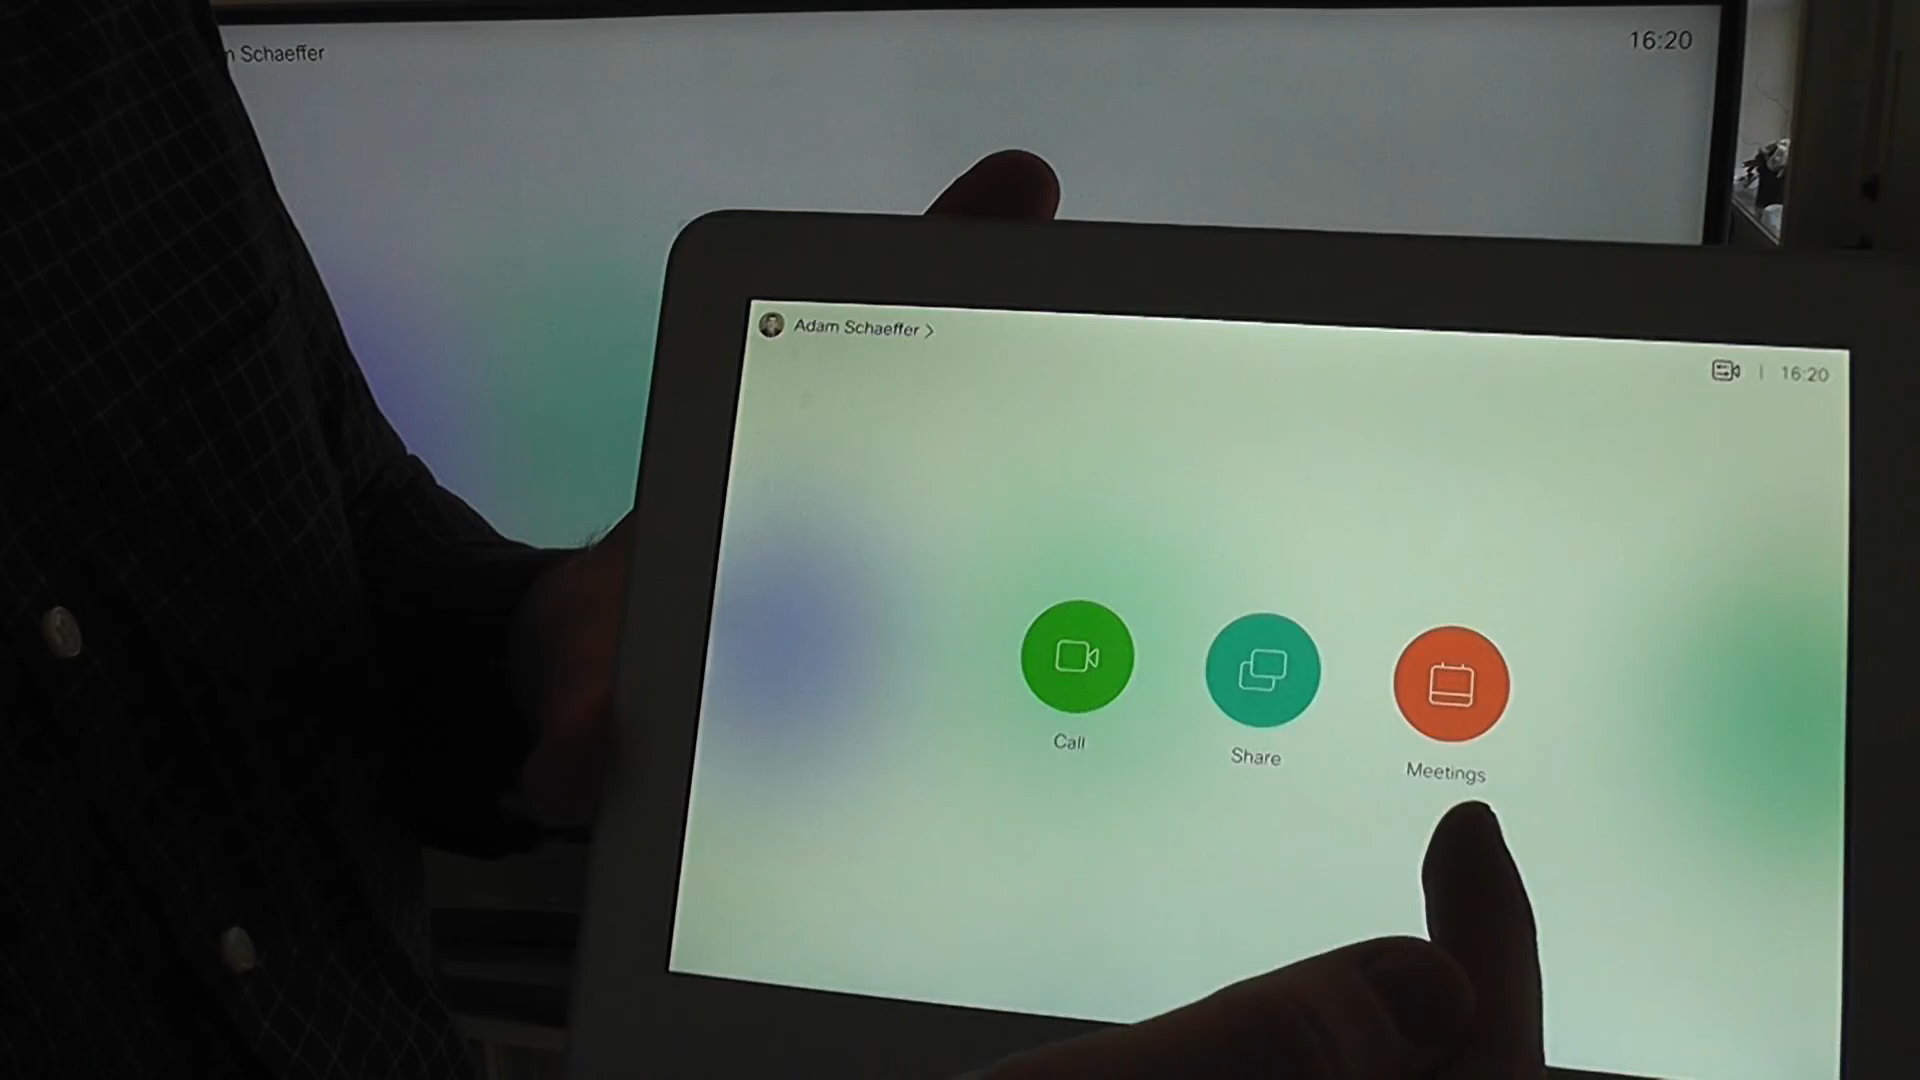 Schaeffer
16:20
Adam Schaeffer
16:20
Call
Share
Meetings